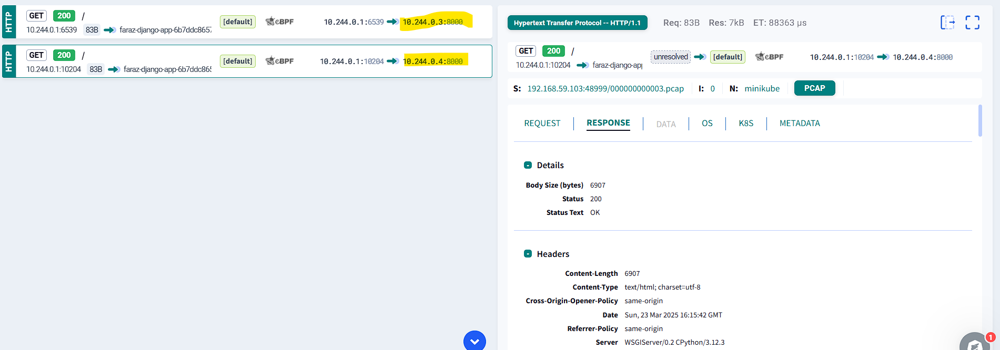 HTTP
GET 200 /
10.244.0.1:6539 83B faraz-django-app-6b7ddc8657
[default]
eBPF
10.244.0.1:6539 10.244.0.3:8000
HTTP
GET 200 /
10.244.0.1:10204 83B faraz-django-app-6b7ddc865
[default]
eBPF
10.244.0.1:10204 10.244.0.4:8000
Hypertext Transfer Protocol -- HTTP/1.1 Req: 83B Res: 7kB ET: 88363 µs
GET 200 /
10.244.0.1:10204 faraz-django-app
unresolved [default] eBPF 10.244.0.1:10204 10.244.0.4:8000
S: 192.168.59.103:48999/000000000003.pcap I: 0 N: minikube PCAP
REQUEST RESPONSE DATA OS K8S METADATA
- Details
Body Size (bytes) 6907
Status 200
Status Text OK
- Headers
Content-Length 6907
Content-Type text/html; charset=utf-8
Cross-Origin-Opener-Policy same-origin
Date Sun, 23 Mar 2025 16:15:42 GMT
Referrer-Policy same-origin
Server WSGIServer/0.2 CPython/3.12.3
1